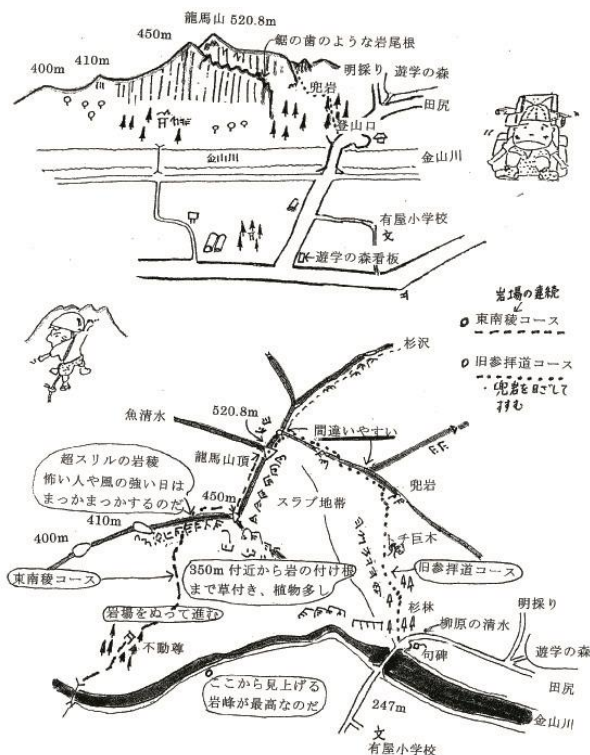 龍馬山 520.8m
450m
410m
400m
鋸の歯のような岩尾根
兜岩
明採り
遊学の森
田尻
登山口
金山川
金山川
有屋小学校
文
遊学の森看板
岩場の連続
東南稜コース
旧参拝道コース
・兜岩を目ざして
すすむ
杉沢
魚清水
520.8m
間違いやすい
龍馬山頂
超スリルの岩稜
怖い人や風の強い日は
まっかまっかするのだ
450m
スラブ地帯
兜岩
410m
400m
トチ巨木
東南稜コース
350m 付近から岩の付け根
まで草付き、植物多し
旧参拝道コース
岩場をぬって進む
杉林
明採り
柳原の清水
不動尊
句碑
遊学の森
ここから見上げる
岩峰が最高なのだ
田尻
247m
金山川
文
有屋小学校